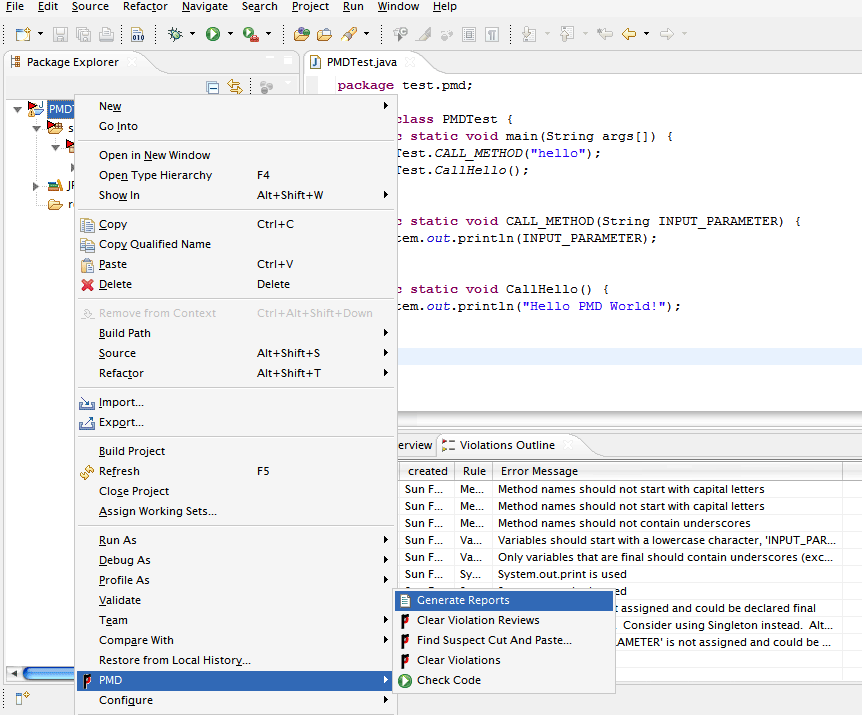 File Edit Source Refactor Navigate Search Project Run Window Help
010
Package Explorer
PMDTest.java
package test.pmd;
PMDT
class PMDTest {
static void main(String args[]) {
Test.CALL_METHOD("hello");
Test.CallHello();
static void CALL_METHOD(String INPUT_PARAMETER) {
tem.out.println(INPUT_PARAMETER);
static void CallHello() {
tem.out.println("Hello PMD World!");
New
Go Into
Open in New Window
Open Type Hierarchy F4
Show In Alt+Shift+W
Copy Ctrl+C
Copy Qualified Name
Paste Ctrl+V
Delete Delete
Remove from Context Ctrl+Alt+Shift+Down
Build Path
Source Alt+Shift+S
Refactor Alt+Shift+T
Import...
Export...
Build Project
Refresh F5
Close Project
Assign Working Sets...
Run As
Debug As
Profile As
Validate
Team
Compare With
Restore from Local History...
PMD
Configure
Generate Reports
Clear Violation Reviews
Find Suspect Cut And Paste...
Clear Violations
Check Code
erview Violations Outline
created Rule Error Message
Sun F... Me... Method names should not start with capital letters
Sun F... Me... Method names should not start with capital letters
Sun F... Me... Method names should not contain underscores
Sun F... Va... Variables should start with a lowercase character, 'INPUT_PAR...
Sun F... Va... Only variables that are final should contain underscores (exc...
Sun F... Sy... System.out.print is used
ed
t assigned and could be declared final
. Consider using Singleton instead. Alt...
RAMETER' is not assigned and could be ...